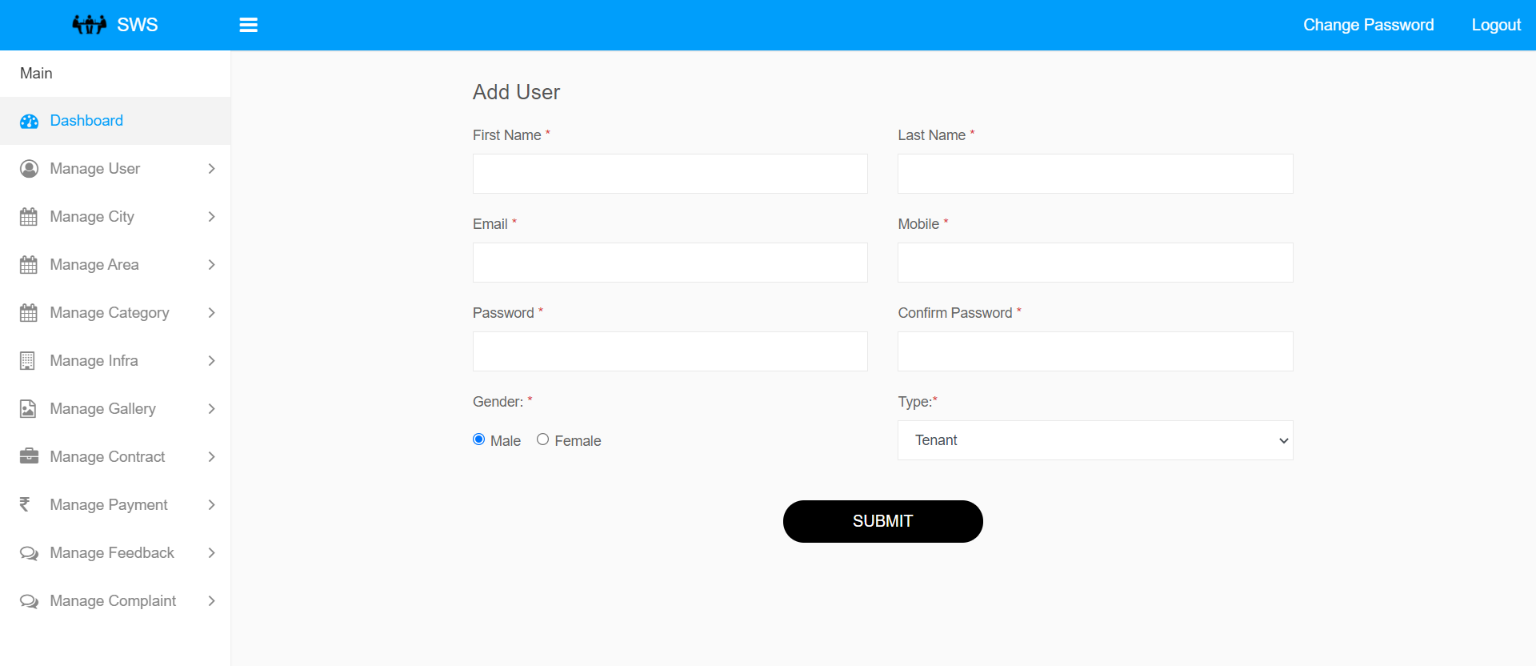 SWS
Change Password
Logout
Main
Dashboard
Manage User
Manage City
Manage Area
Manage Category
Manage Infra
Manage Gallery
Manage Contract
Manage Payment
Manage Feedback
Manage Complaint
Add User
First Name *
Last Name *
Email *
Mobile *
Password *
Confirm Password *
Gender: *
Type:*
Male
Female
Tenant
SUBMIT